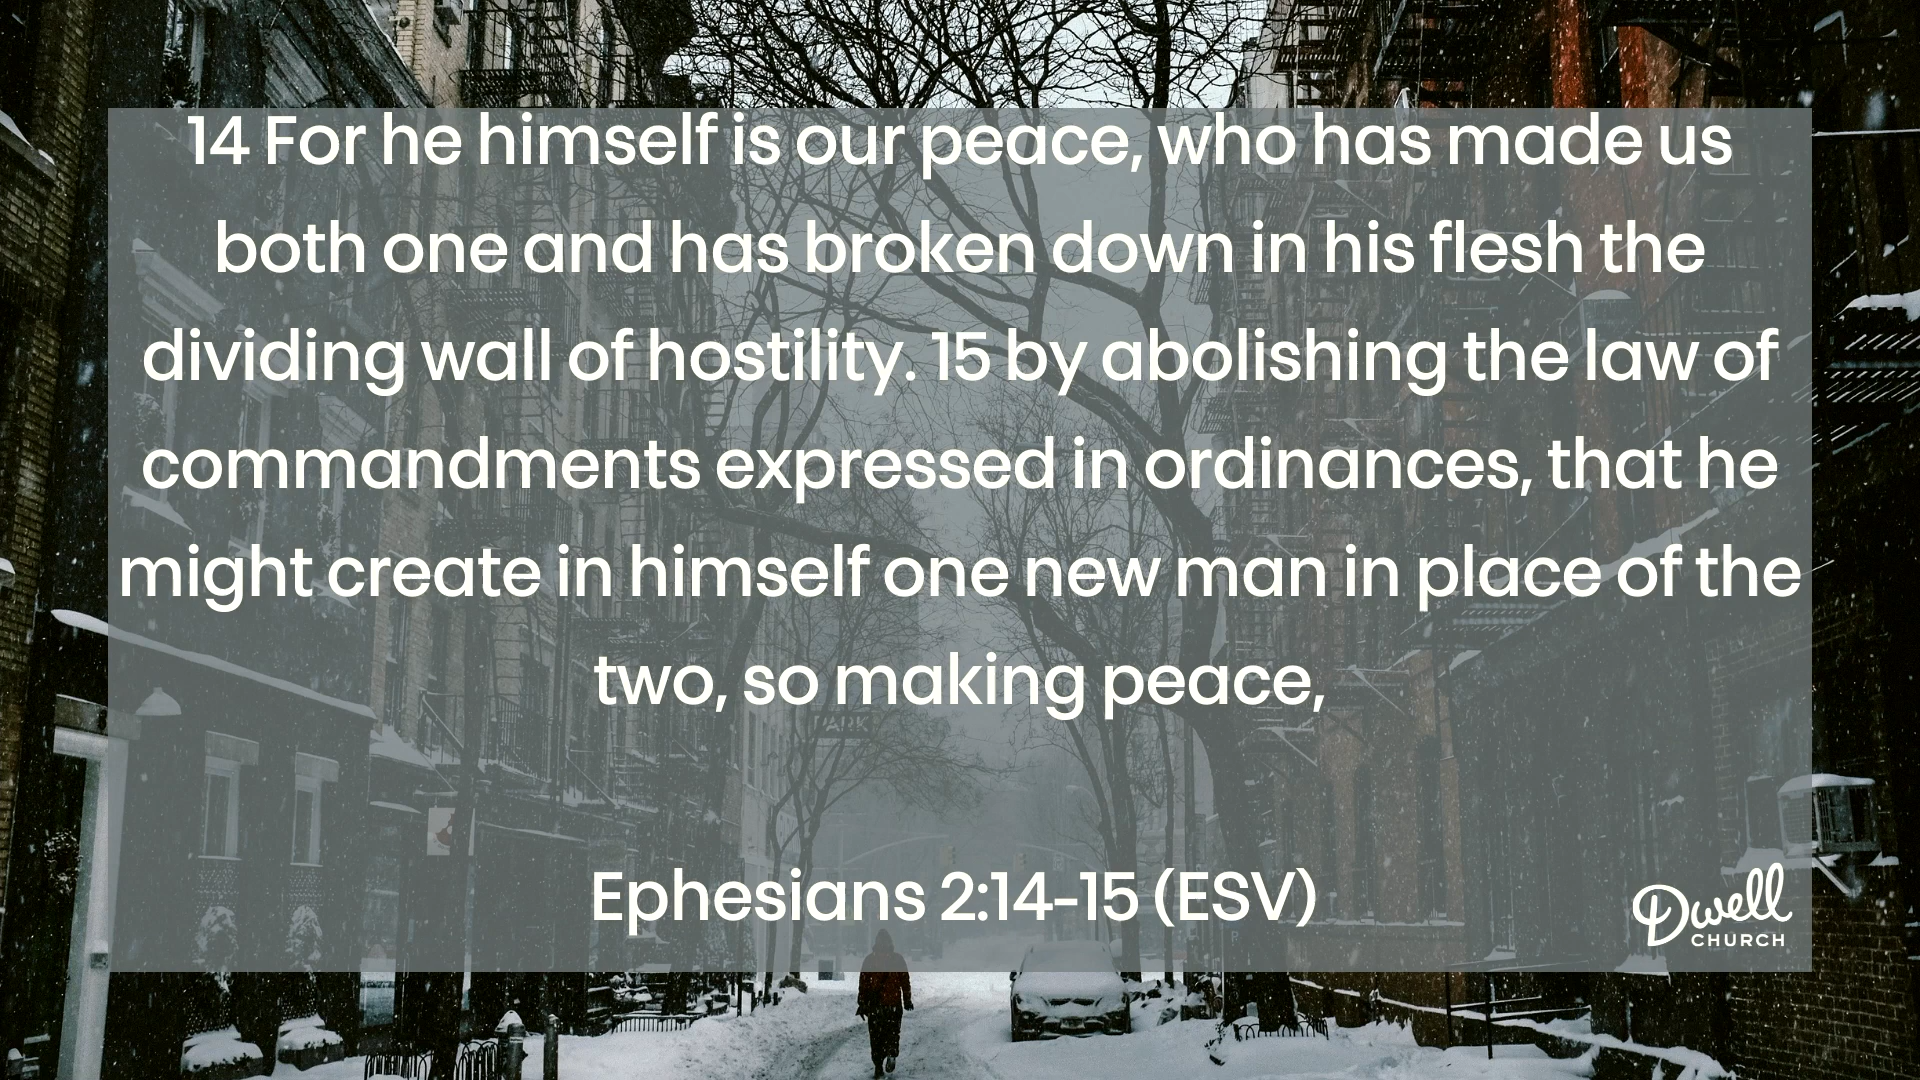 14 For he himself is our peace, who has made us
both one and has broken down in his flesh the
dividing wall of hostility. 15 by abolishing the law of
commandments expressed in ordinances, that he
might create in himself one new man in place of the
two, so making peace,
PARK
Ephesians 2:14-15 (ESV)
Dwell
CHURCH